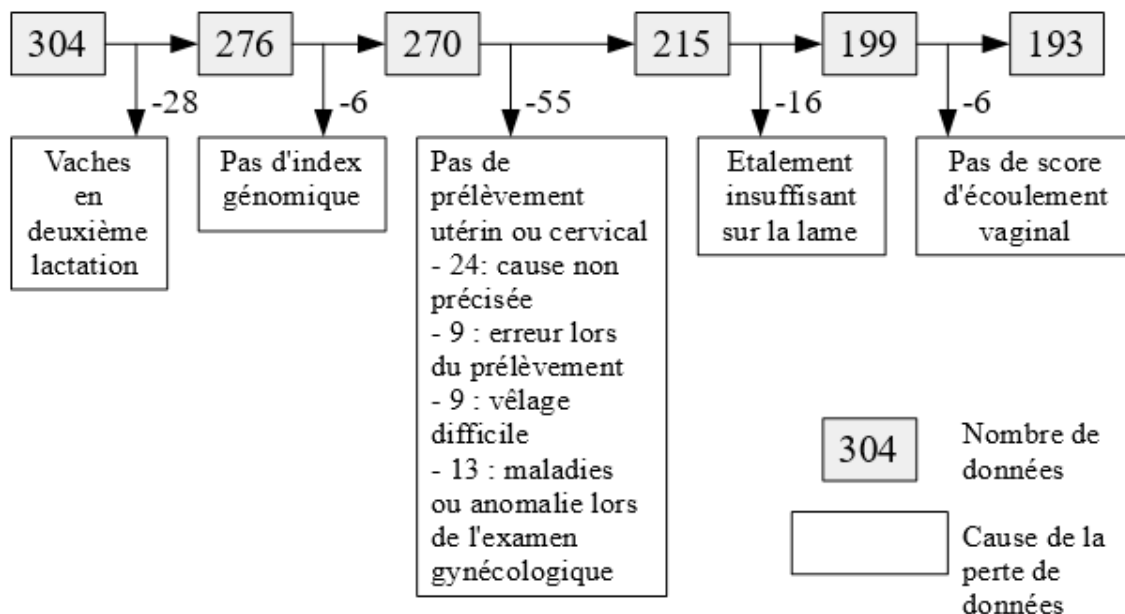 304
276
270
215
199
193
-28
-6
-55
-16
-6
Vaches
en
deuxième
lactation
Pas d'index
génomique
Pas de
prélèvement
utérin ou cervical
- 24: cause non
précisée
- 9 : erreur lors
du prélèvement
- 9 : vêlage
difficile
- 13 : maladies
ou anomalie lors
de l'examen
gynécologique
Etalement
insuffisant
sur la lame
Pas de score
d'écoulement
vaginal
304
Nombre de
données
Cause de la
perte de
données